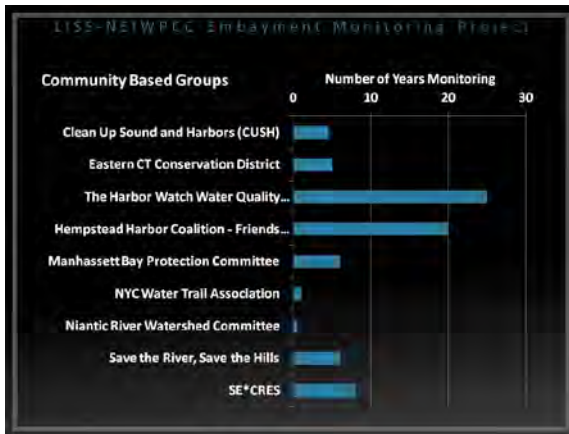 LISS-NEIWPCC Embayment Monitoring Project
Community Based Groups
Number of Years Monitoring
0 10 20 30
Clean Up Sound and Harbors (CUSH)
Eastern CT Conservation District
The Harbor Watch Water Quality...
Hempstead Harbor Coalition - Friends...
Manhassett Bay Protection Committee
NYC Water Trail Association
Niantic River Watershed Committee
Save the River, Save the Hills
SE*CRES